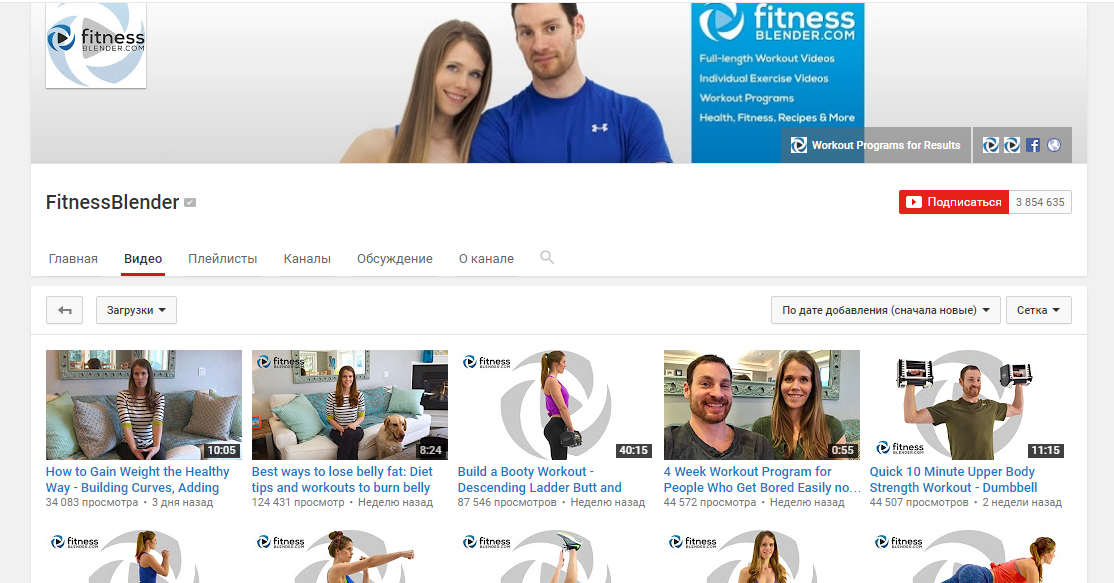 fitness
BLENDER.COM
fitness
BLENDER.COM
Full-length Workout Videos
Individual Exercise Videos
Workout Programs
Health, Fitness, Recipes & More
Workout Programs for Results
FitnessBlender
Подписаться 3 854 635
Главная Видео Плейлисты Каналы Обсуждение О канале
Загрузки По дате добавления (сначала новые) Сетка
fitness
BLENDER.COM
fitness
BLENDER.COM
fitness
BLENDER.COM
10:05 8:24 40:15 0:55 11:15
How to Gain Weight the Healthy
Way - Building Curves, Adding
34 083 просмотра • 3 дня назад
Best ways to lose belly fat: Diet
tips and workouts to burn belly
124 431 просмотр • Неделю назад
Build a Booty Workout -
Descending Ladder Butt and
87 546 просмотров • Неделю назад
4 Week Workout Program for
People Who Get Bored Easily no...
44 572 просмотра • Неделю назад
Quick 10 Minute Upper Body
Strength Workout - Dumbbell
44 507 просмотров • 2 недели назад
fitness
BLENDER.COM
fitness
BLENDER.COM
fitness
BLENDER.COM
fitness
BLENDER.COM
fitness
BLENDER.COM